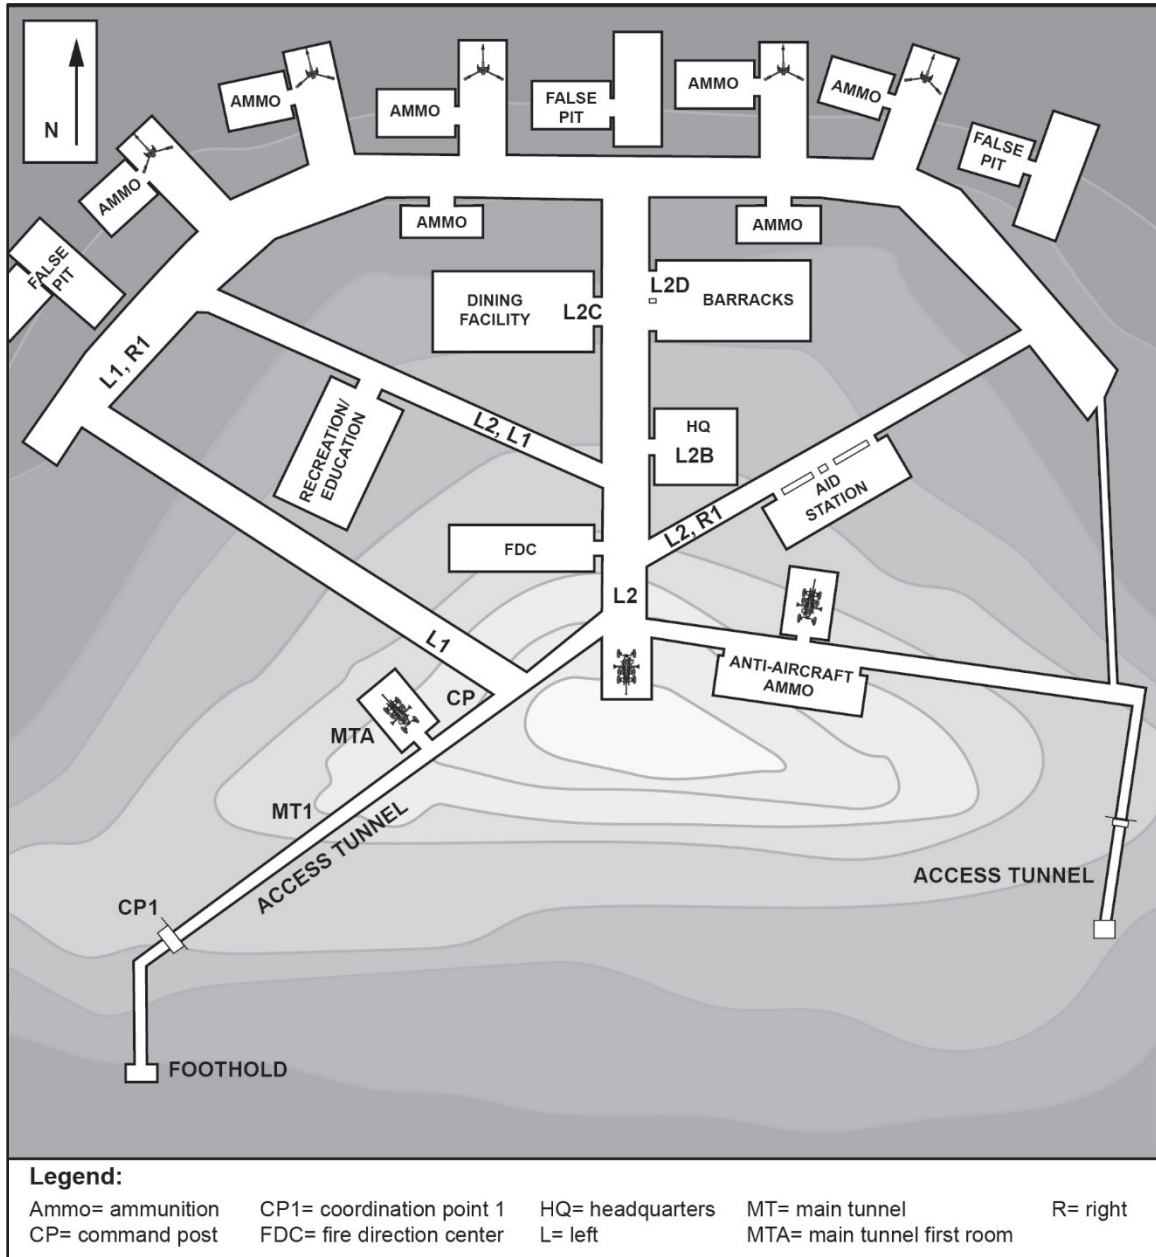 N
AMMO
AMMO
FALSE
PIT
AMMO
AMMO
AMMO
FALSE
PIT
AMMO
FALSE
PIT
AMMO
AMMO
L1, R1
DINING
FACILITY
L2C
L2D
BARRACKS
RECREATION/
EDUCATION
L2, L1
HQ
L2B
L2, R1
AID
STATION
FDC
L2
L1
CP
MTA
ANTI-AIRCRAFT
AMMO
MT1
ACCESS TUNNEL
ACCESS TUNNEL
CP1
FOOTHOLD
Legend:
Ammo= ammunition CP1= coordination point 1 HQ= headquarters MT= main tunnel R= right
CP= command post FDC= fire direction center L= left MTA= main tunnel first room